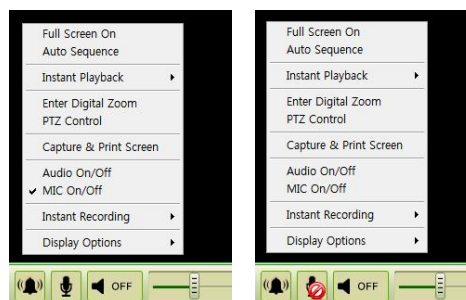 Full Screen On
Auto Sequence
Instant Playback
Enter Digital Zoom
PTZ Control
Capture & Print Screen
Audio On/Off
MIC On/Off
Instant Recording
Display Options
OFF
Full Screen On
Auto Sequence
Instant Playback
Enter Digital Zoom
PTZ Control
Capture & Print Screen
Audio On/Off
MIC On/Off
Instant Recording
Display Options
OFF